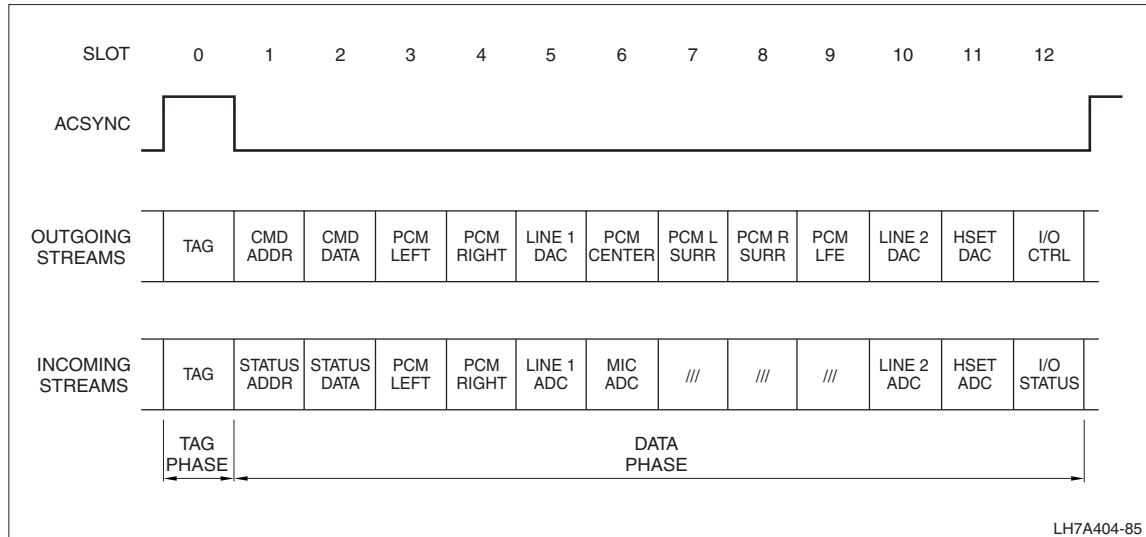 SLOT 0 1 2 3 4 5 6 7 8 9 10 11 12
ACSYNC
OUTGOING STREAMS
TAG
CMD ADDR
CMD DATA
PCM LEFT
PCM RIGHT
LINE 1 DAC
PCM CENTER
PCM L SURR
PCM R SURR
PCM LFE
LINE 2 DAC
HSET DAC
I/O CTRL
INCOMING STREAMS
TAG
STATUS ADDR
STATUS DATA
PCM LEFT
PCM RIGHT
LINE 1 ADC
MIC ADC
///
///
///
LINE 2 ADC
HSET ADC
I/O STATUS
TAG PHASE
DATA PHASE
LH7A404-85